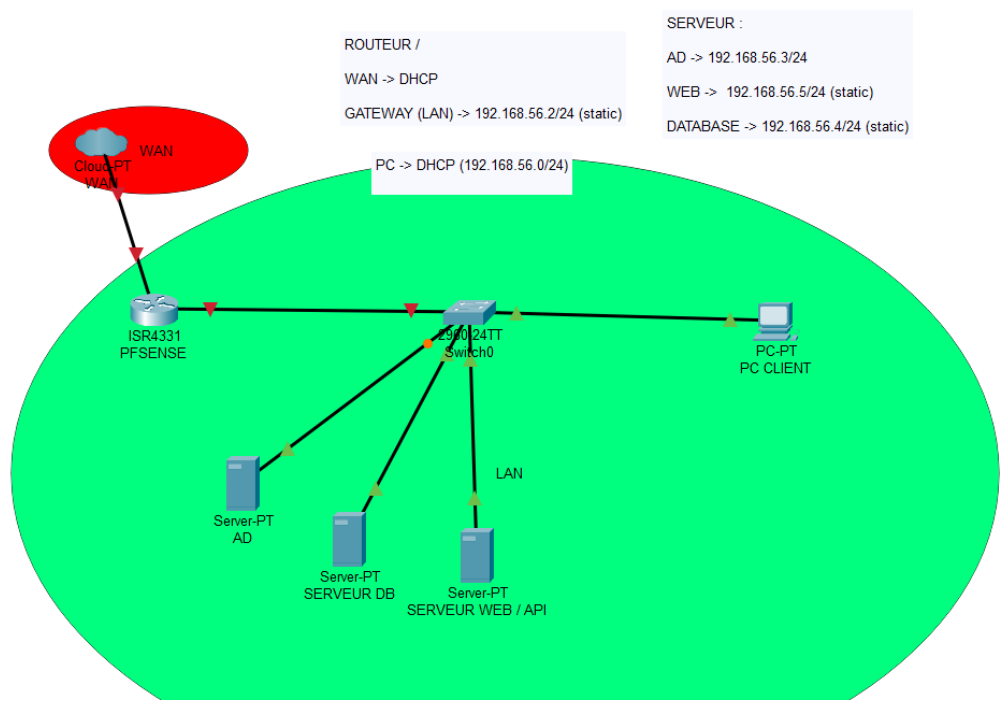 ROUTEUR /
WAN -> DHCP
GATEWAY (LAN) -> 192.168.56.2/24 (static)
SERVEUR :
AD -> 192.168.56.3/24
WEB -> 192.168.56.5/24 (static)
DATABASE -> 192.168.56.4/24 (static)
PC -> DHCP (192.168.56.0/24)
WAN
Cloud-PT
WAN
ISR4331
PFSENSE
2960-24TT
Switch0
PC-PT
PC CLIENT
LAN
Server-PT
AD
Server-PT
SERVEUR DB
Server-PT
SERVEUR WEB / API